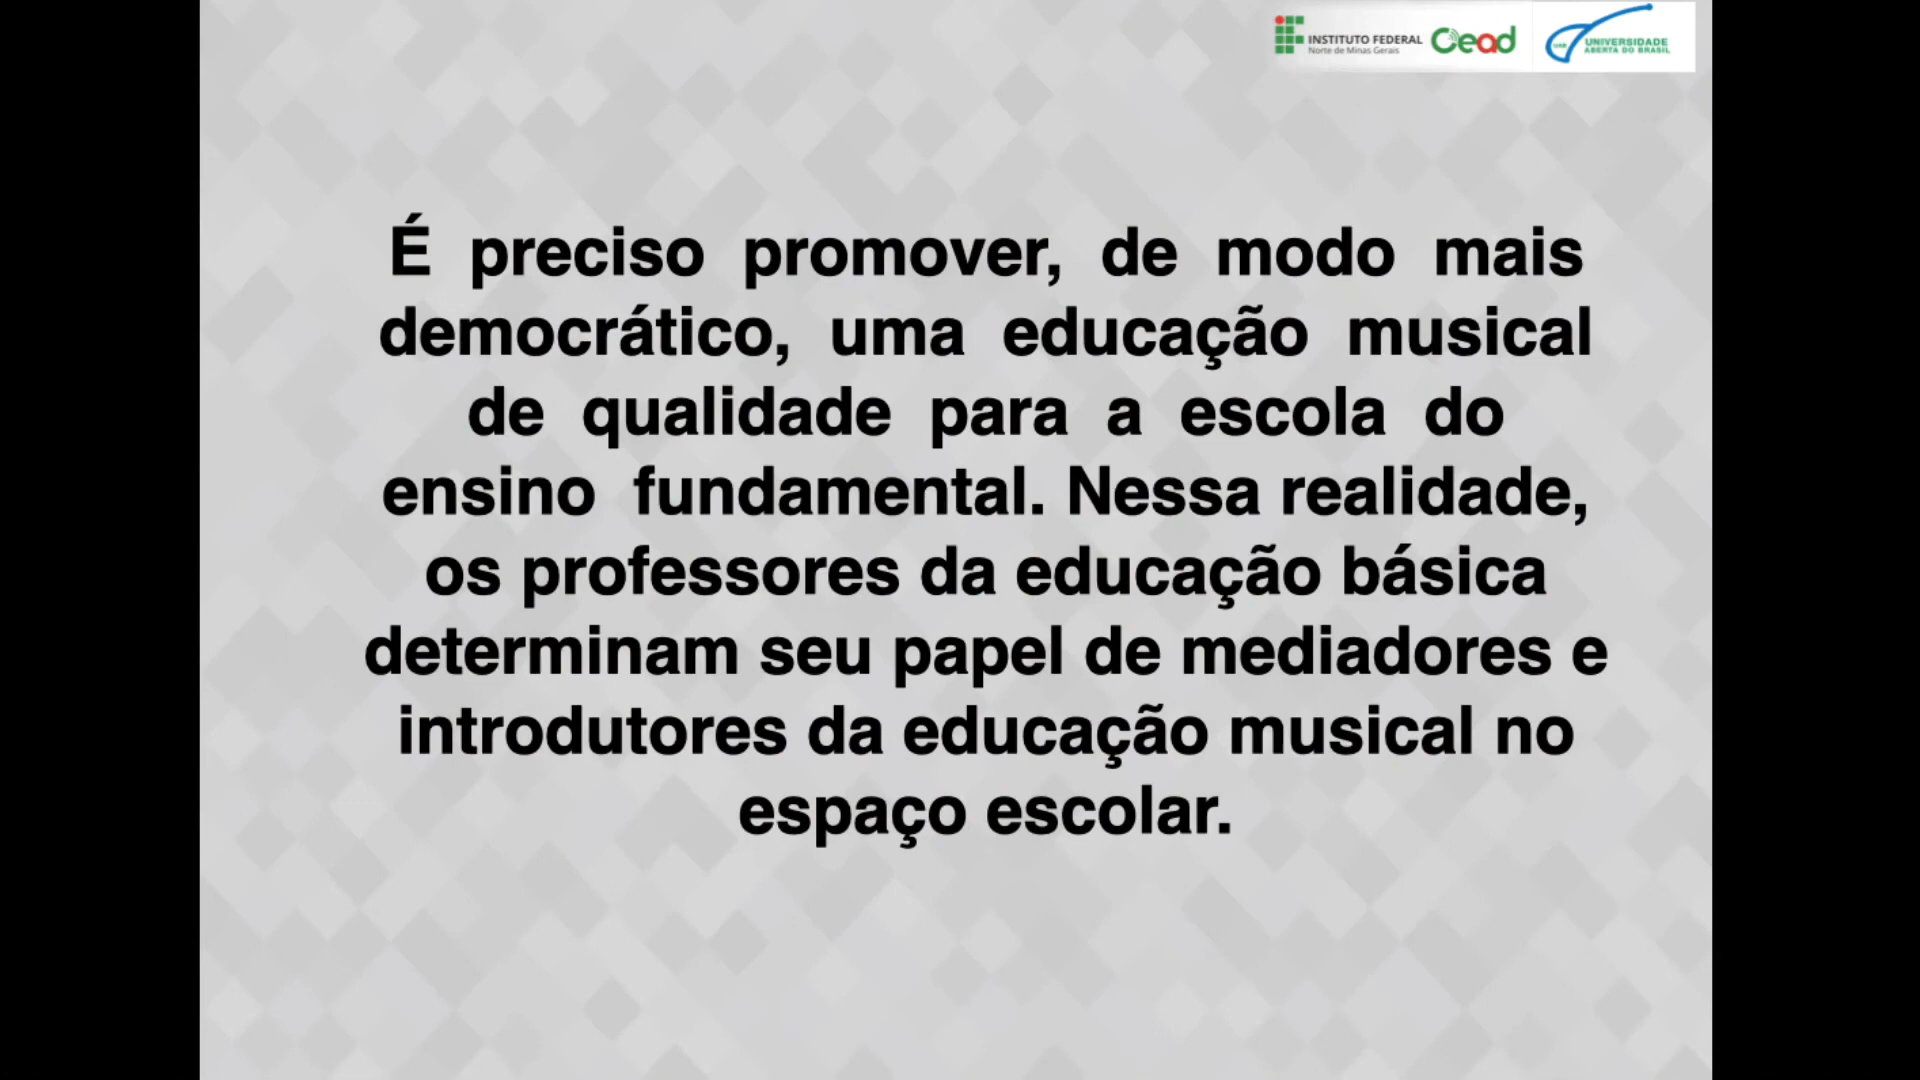 INSTITUTO FEDERAL
Norte de Minas Gerais
Cead
UAB
UNIVERSIDADE
ABERTA DO BRASIL
É preciso promover, de modo mais
democrático, uma educação musical
de qualidade para a escola do
ensino fundamental. Nessa realidade,
os professores da educação básica
determinam seu papel de mediadores e
introdutores da educação musical no
espaço escolar.